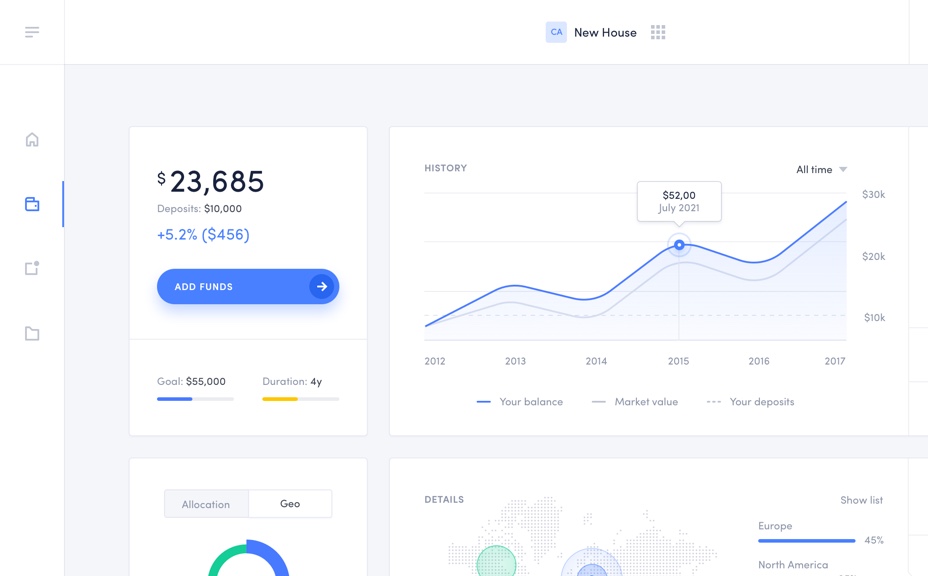 CA New House
$23,685
Deposits: $10,000
+5.2% ($456)
ADD FUNDS
Goal: $55,000
Duration: 4y
HISTORY
All time
$52,00
July 2021
$30k
$20k
$10k
2012 2013 2014 2015 2016 2017
Your balance
Market value
Your deposits
Allocation
Geo
DETAILS
Show list
Europe
45%
North America